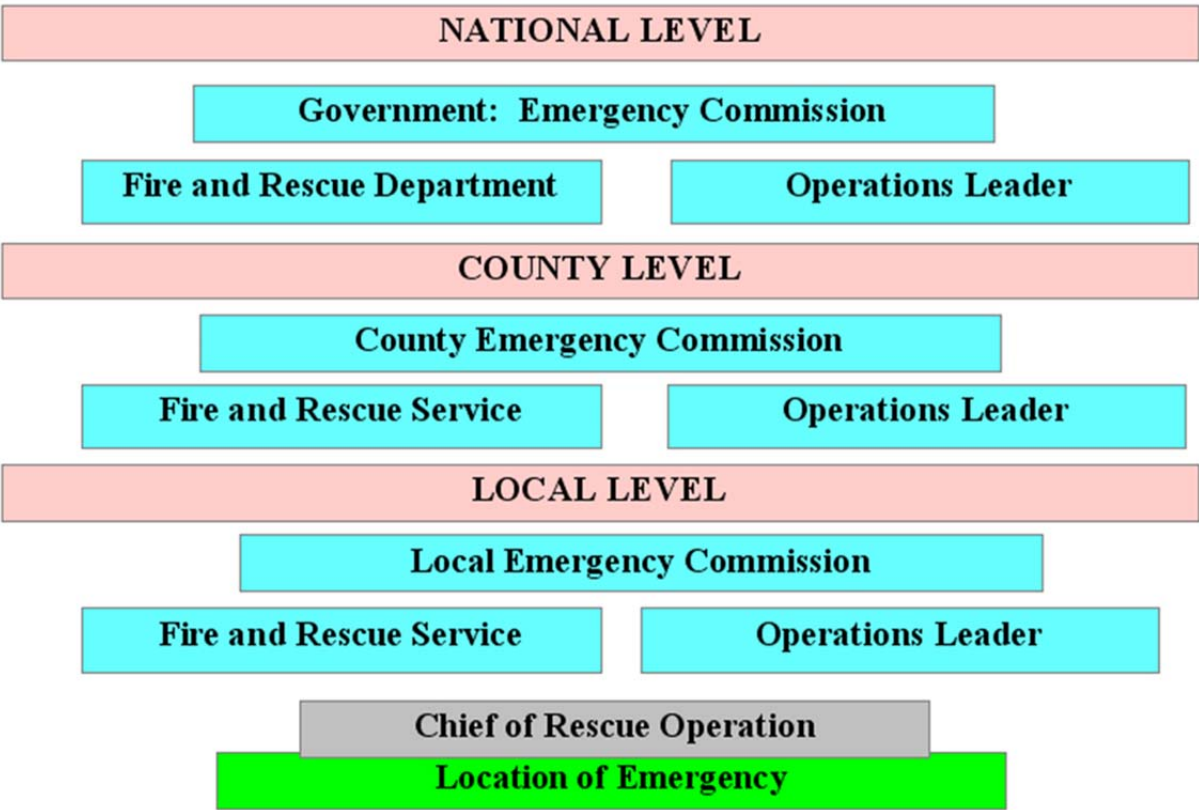 NATIONAL LEVEL
Government: Emergency Commission
Fire and Rescue Department
Operations Leader
COUNTY LEVEL
County Emergency Commission
Fire and Rescue Service
Operations Leader
LOCAL LEVEL
Local Emergency Commission
Fire and Rescue Service
Operations Leader
Chief of Rescue Operation
Location of Emergency